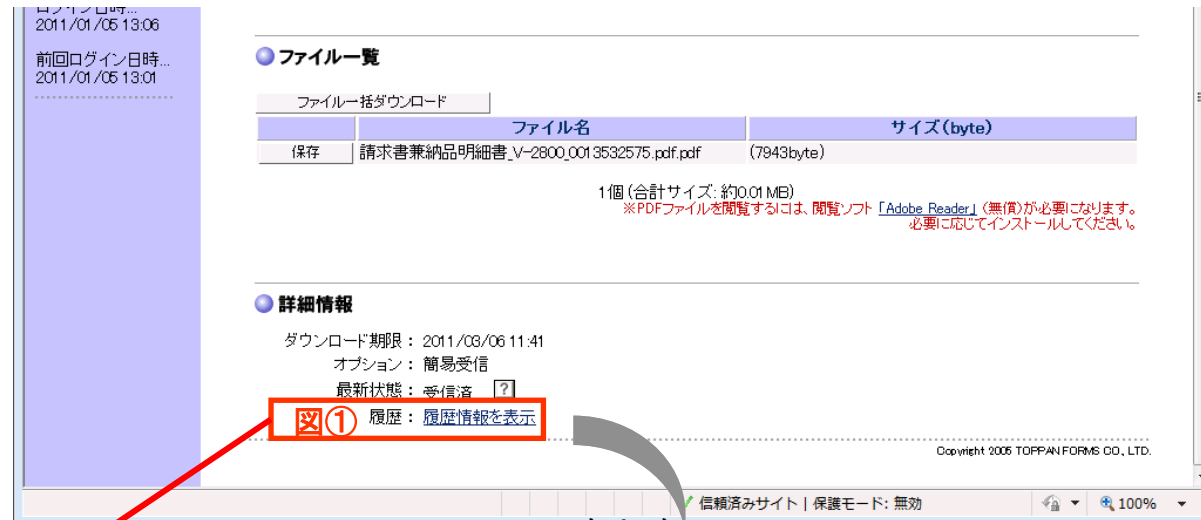 ログイン日時...
2011/01/05 13:06
前回ログイン日時...
2011/01/05 13:01
ファイル一覧
ファイル一括ダウンロード
ファイル名 サイズ(byte)
保存 請求書兼納品明細書_V-2800_0013532575.pdf.pdf (7943byte)
1個(合計サイズ: 約0.01MB)
※PDFファイルを閲覧するには、閲覧ソフト「Adobe Reader」(無償)が必要になります。
必要に応じてインストールしてください。
詳細情報
ダウンロード期限： 2011/03/06 11:41
オプション： 簡易受信
最新状態： 受信済 ?
図① 履歴： 履歴情報を表示
Copyright 2005 TOPPAN FORMS CO., LTD.
信頼済みサイト | 保護モード: 無効 100%